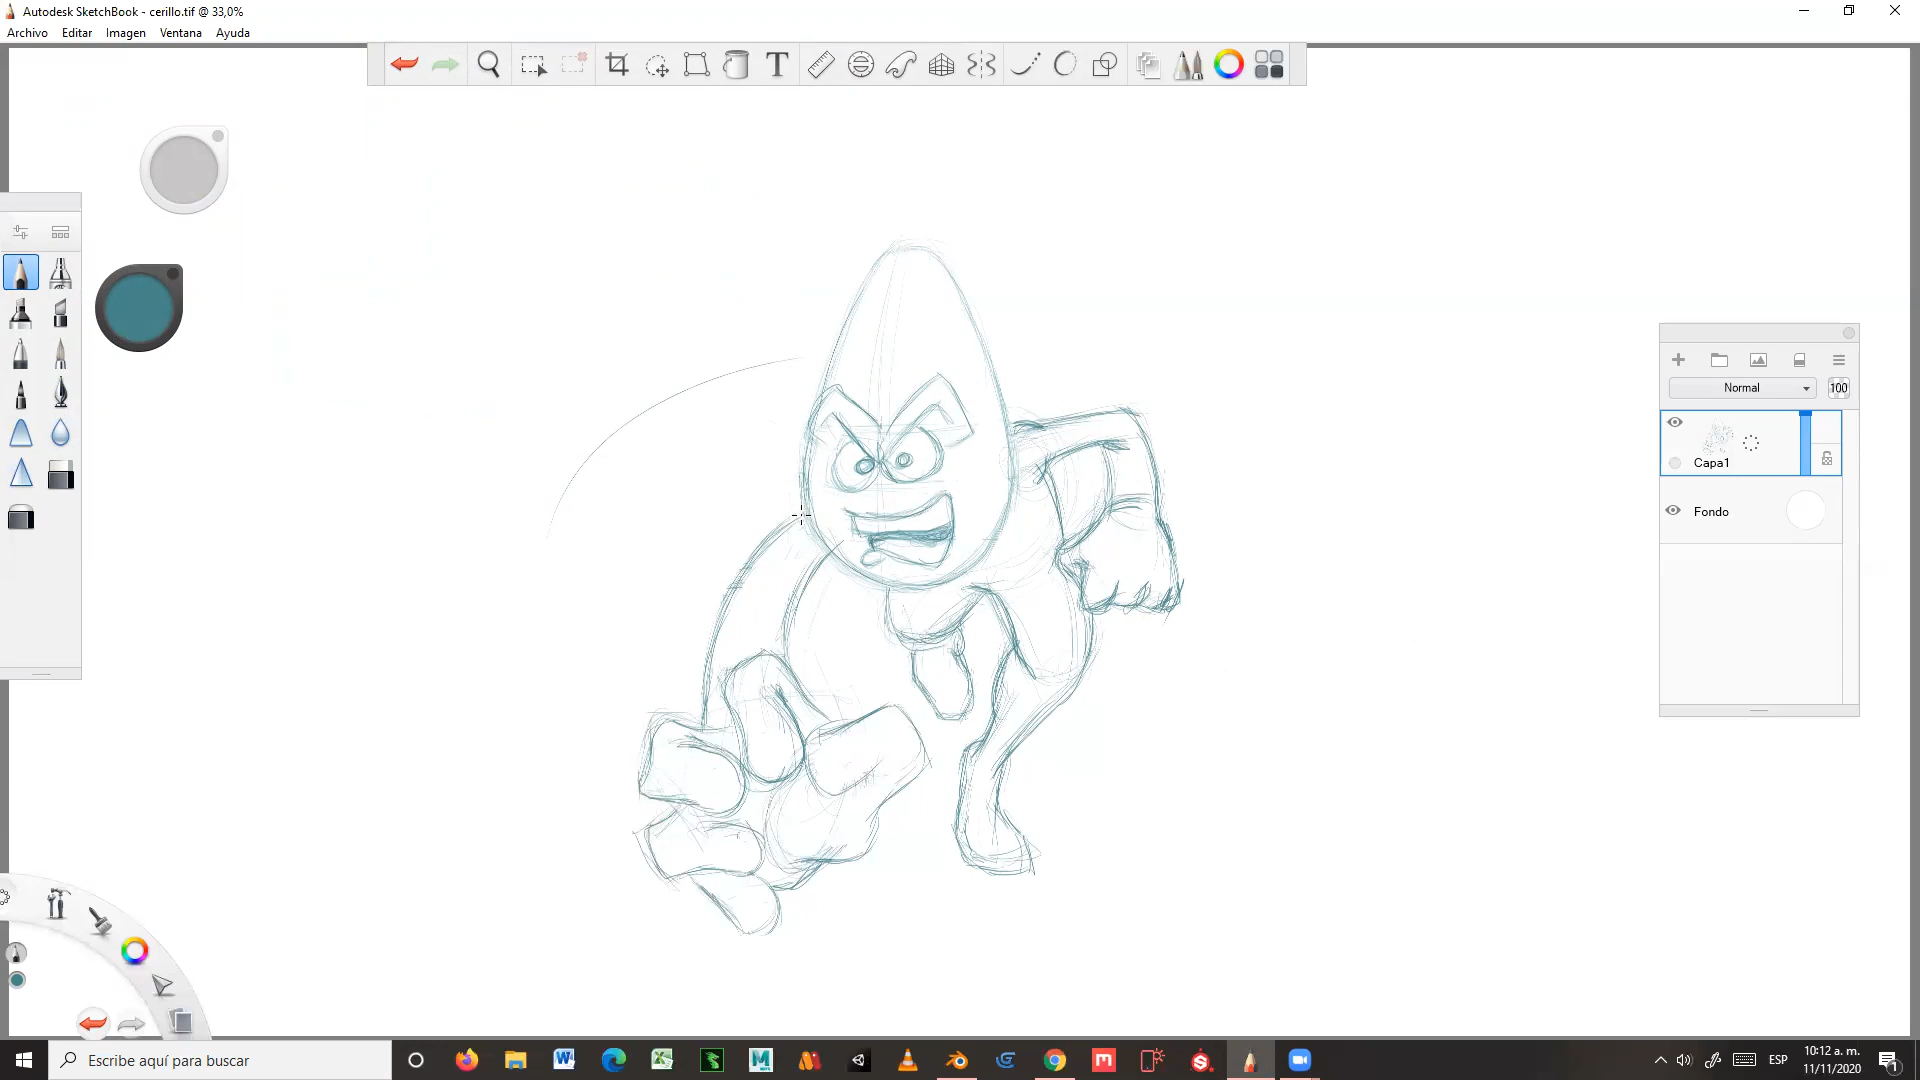 Autodesk SketchBook - cerillo.tif @ 33,0%
Archivo Editar Imagen Ventana Ayuda
T
Normal 100
Capa1
Fondo
Escribe aquí para buscar
ESP
10:12 a. m.
11/11/2020
1